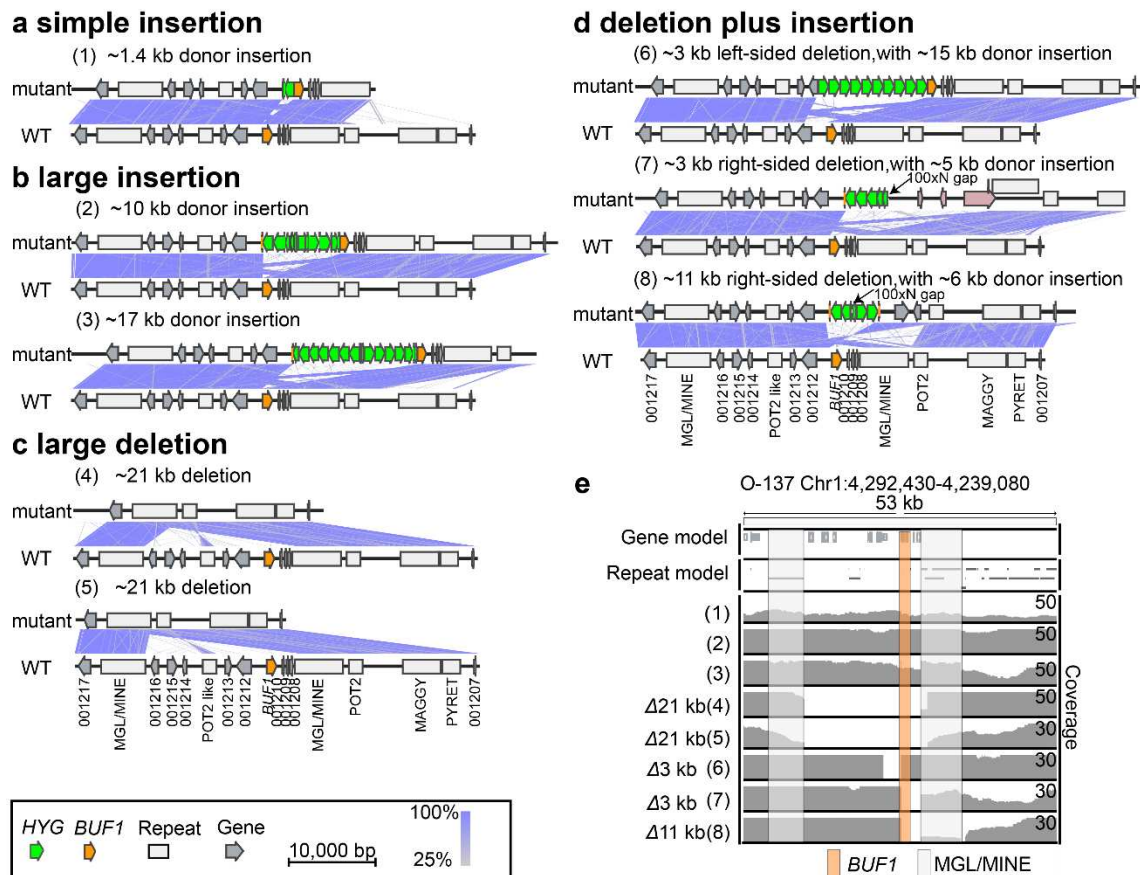 a simple insertion
(1) ~1.4 kb donor insertion
mutant
WT
b large insertion
(2) ~10 kb donor insertion
mutant
WT
(3) ~17 kb donor insertion
mutant
WT
c large deletion
(4) ~21 kb deletion
mutant
WT
(5) ~21 kb deletion
mutant
WT
001217
MGL/MINE
001216
001215
001214
POT2 like
001213
001212
BUF1
001210
001209
001208
MGL/MINE
POT2
MAGGY
PYRET
001207
HYG BUF1 Repeat Gene
10,000 bp
100%
25%
d deletion plus insertion
(6) ~3 kb left-sided deletion,with ~15 kb donor insertion
mutant
WT
(7) ~3 kb right-sided deletion,with ~5 kb donor insertion
100xN gap
mutant
WT
(8) ~11 kb right-sided deletion,with ~6 kb donor insertion
100xN gap
mutant
WT
001217
MGL/MINE
001216
001215
001214
POT2 like
001213
001212
BUF1
001210
001209
001208
MGL/MINE
POT2
MAGGY
PYRET
001207
e
O-137 Chr1:4,292,430-4,239,080
53 kb
Gene model
Repeat model
(1) 50
(2) 50
(3) 50
Δ21 kb(4) 50
Δ21 kb(5) 30
Δ3 kb (6) 30
Δ3 kb (7) 30
Δ11 kb(8) 30
Coverage
BUF1 MGL/MINE